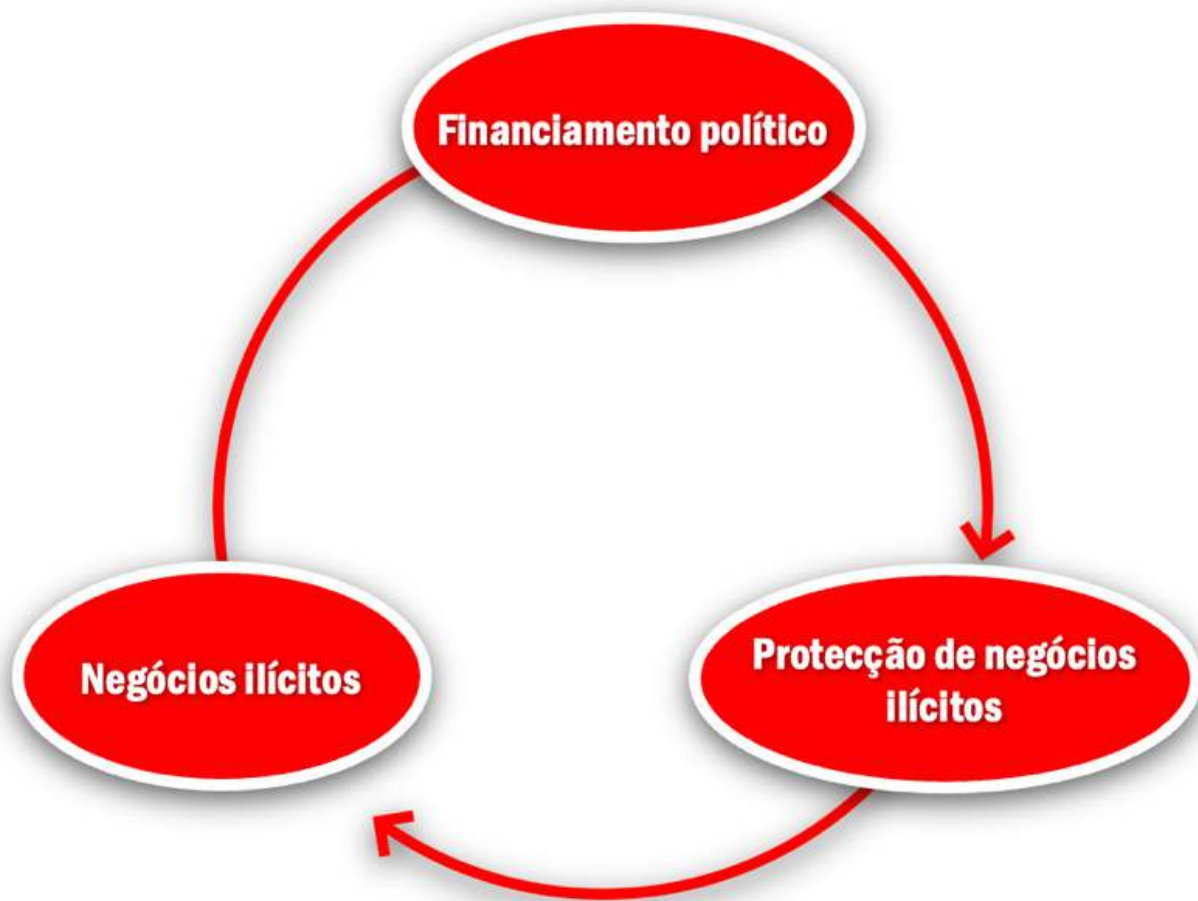 Financiamento político
Negócios ilícitos
Protecção de negócios
ilícitos